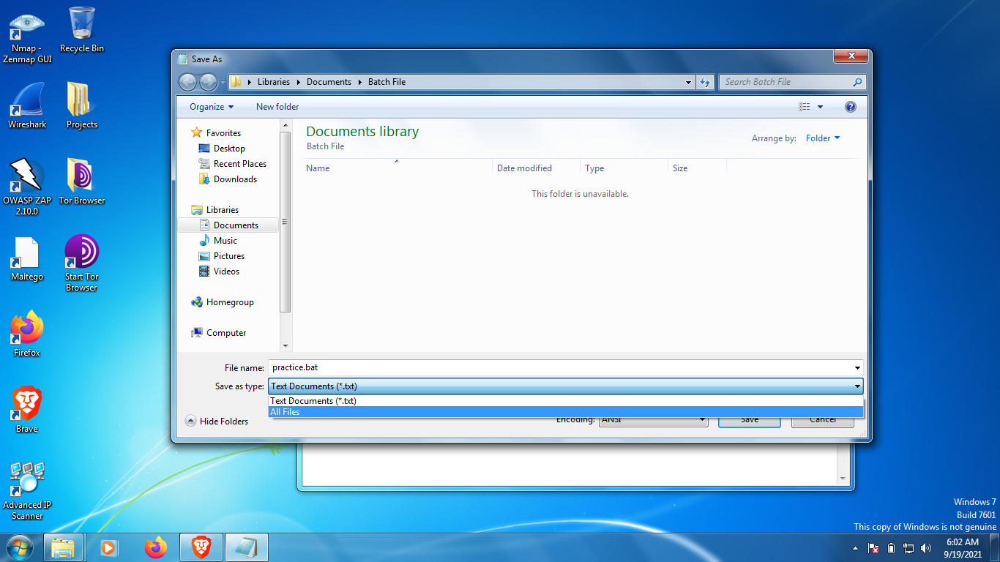 Nmap -
Zenmap GUI
Recycle Bin
Wireshark
Projects
OWASP ZAP
2.10.0
Tor Browser
Maltego
Start Tor
Browser
Firefox
Brave
Advanced IP
Scanner
Save As
Libraries
Documents
Batch File
Search Batch File
Organize
New folder
Favorites
Desktop
Recent Places
Downloads
Libraries
Documents
Music
Pictures
Videos
Homegroup
Computer
Documents library
Batch File
Arrange by: Folder
Name Date modified Type Size
This folder is unavailable.
File name: practice.bat
Save as type: Text Documents (*.txt)
Text Documents (*.txt)
All Files
Hide Folders
Encoding: ANSI
Save
Cancel
Windows 7
Build 7601
This copy of Windows is not genuine
6:02 AM
9/19/2021